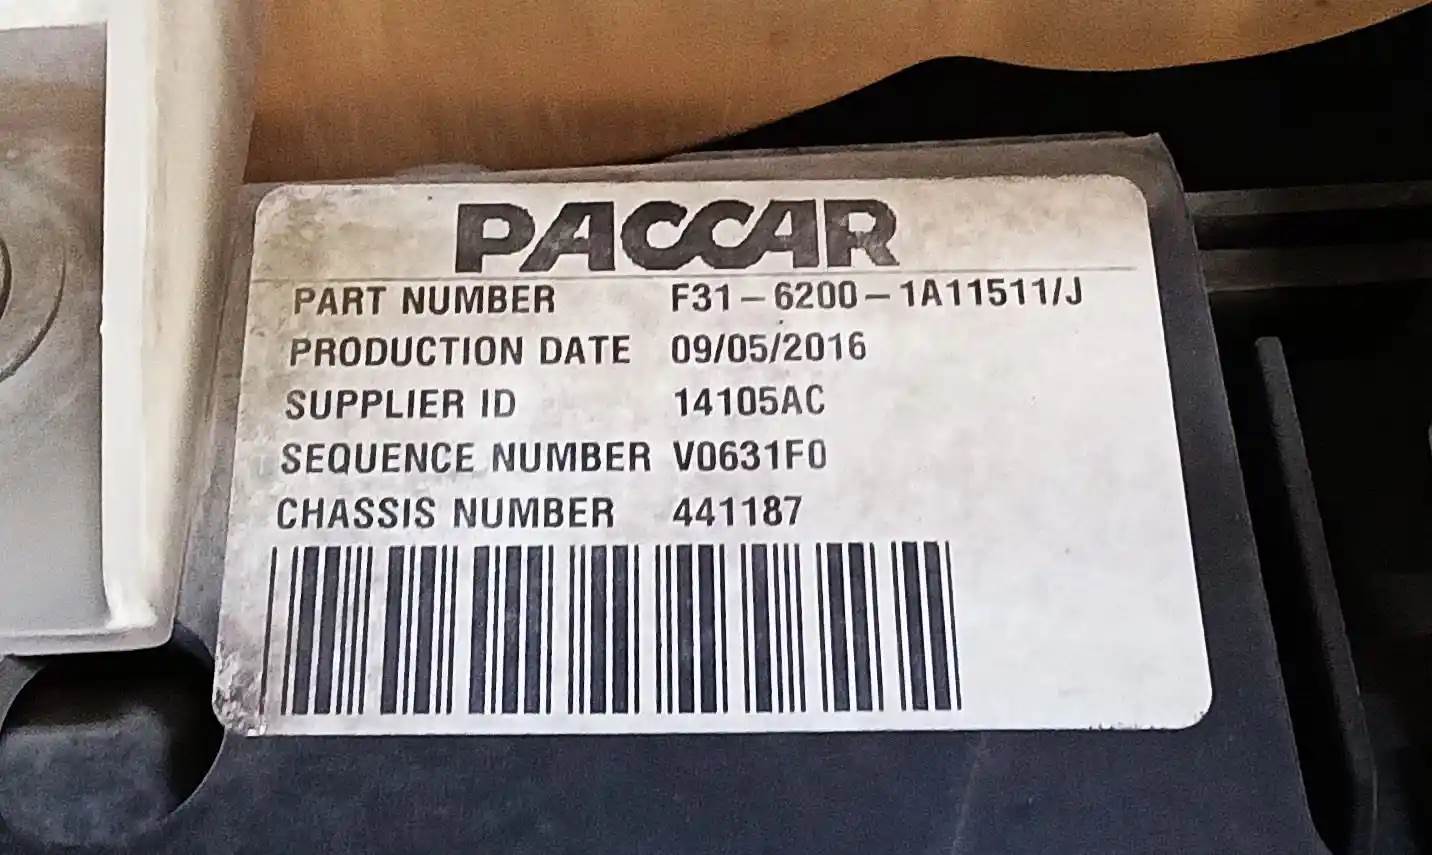 PACCAR
PART NUMBER F31-6200-1A11511/J
PRODUCTION DATE 09/05/2016
SUPPLIER ID 14105AC
SEQUENCE NUMBER V0631F0
CHASSIS NUMBER 441187